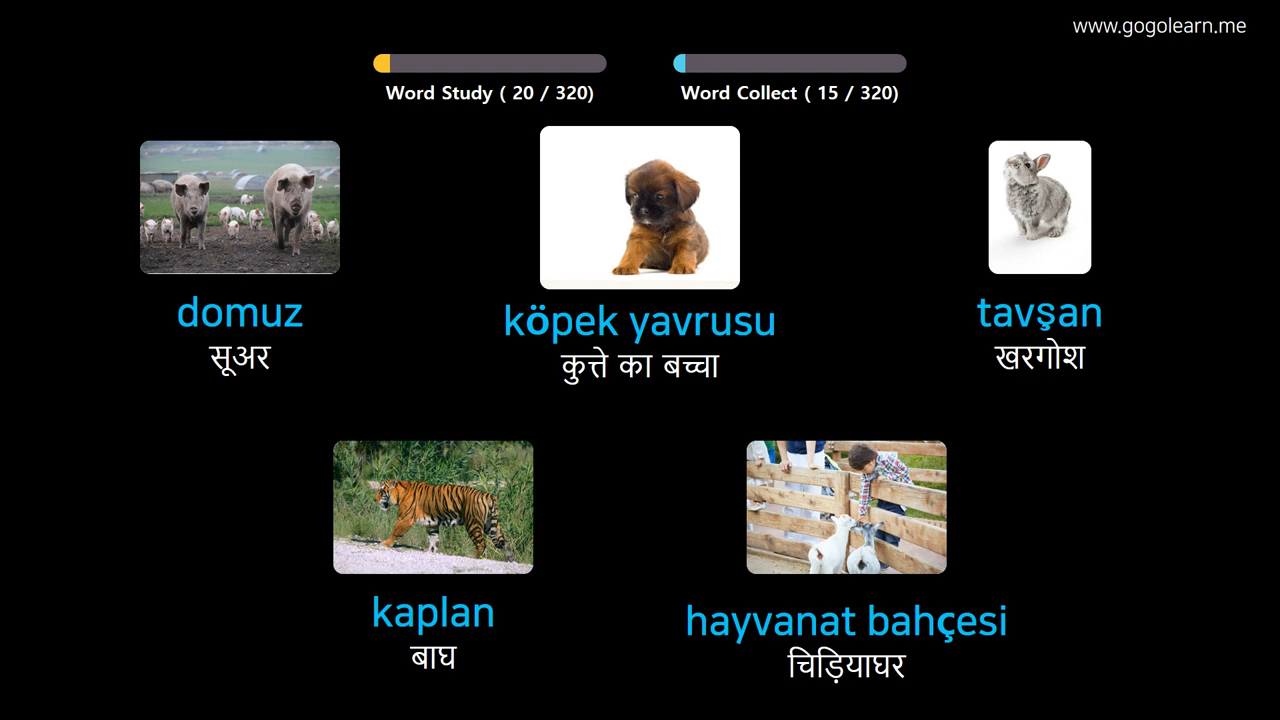 www.gogolearn.me
Word Study ( 20 / 320)
Word Collect ( 15 / 320)
domuz
सूअर
köpek yavrusu
कुत्ते का बच्चा
tavşan
खरगोश
kaplan
बाघ
hayvanat bahçesi
चिड़ियाघर